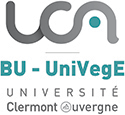 UCA
BU - UniVegE
UNIVERSITÉ
Clermont Auvergne